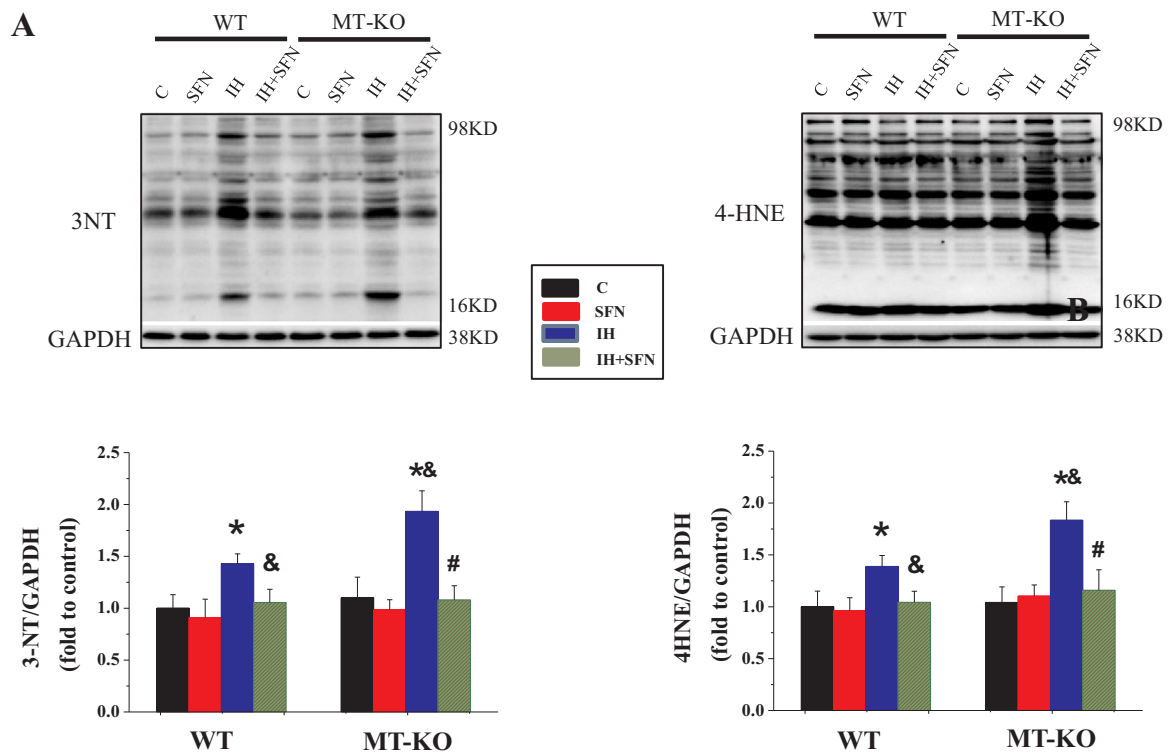 A
WT
MT-KO
C
SFN
IH
IH+SFN
C
SFN
IH
IH+SFN
98KD
3NT
16KD
GAPDH
38KD
WT
MT-KO
C
SFN
IH
IH+SFN
C
SFN
IH
IH+SFN
98KD
4-HNE
16KD
B
GAPDH
38KD
C
SFN
IH
IH+SFN
3-NT/GAPDH
(fold to control)
2.5
2.0
1.5
1.0
0.5
0.0
*
&
*&
#
WT
MT-KO
4HNE/GAPDH
(fold to control)
2.5
2.0
1.5
1.0
0.5
0.0
*
&
*&
#
WT
MT-KO